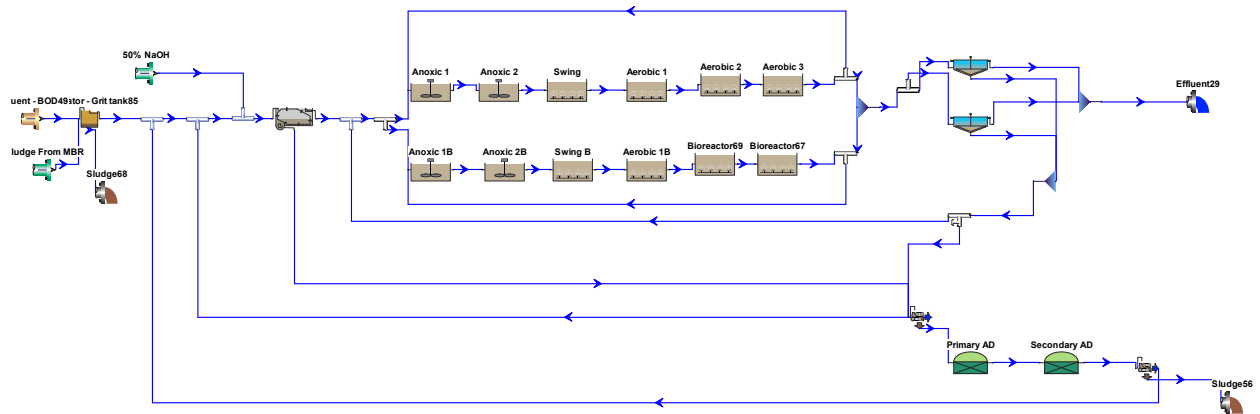 50% NaOH
Anoxic 1
Anoxic 2
Swing
Aerobic 1
Aerobic 2
Aerobic 3
uent - BOD49stor - Grit tank85
ludge From MBR
Sludge68
Anoxic 1B
Anoxic 2B
Swing B
Aerobic 1B
Bioreactor69
Bioreactor67
Effluent29
Primary AD
Secondary AD
Sludge56